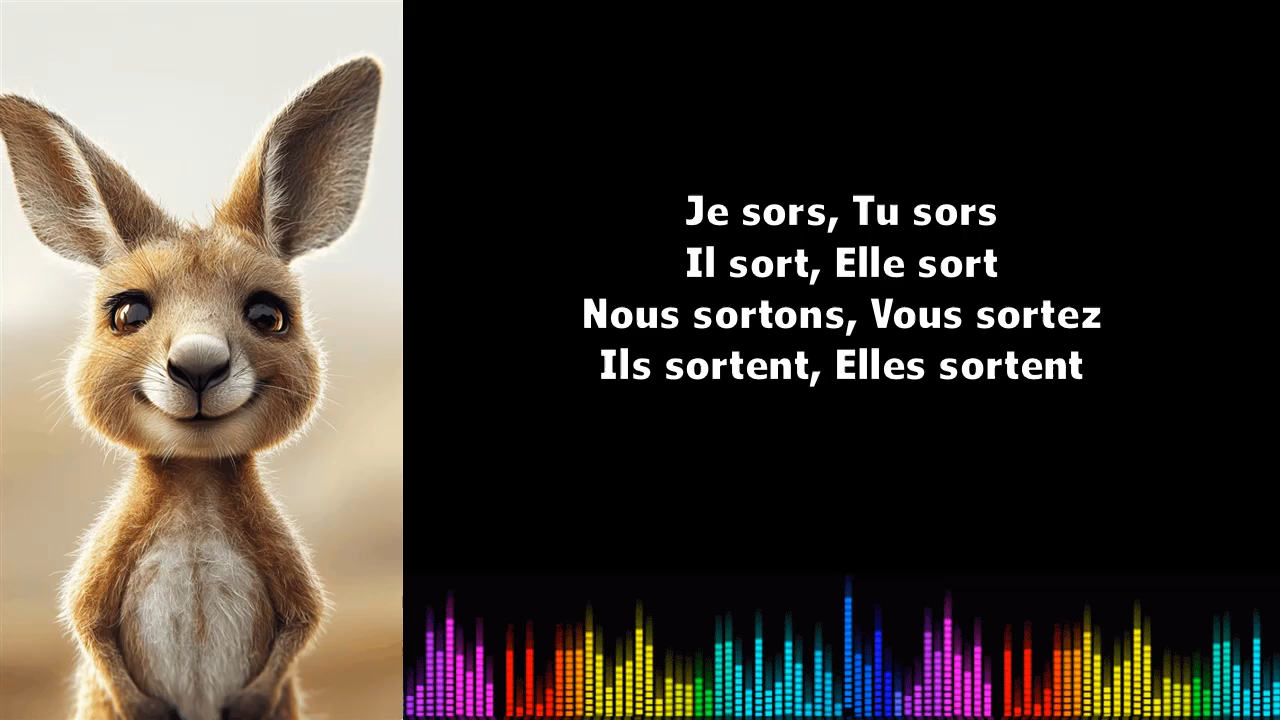 Je sors, Tu sors
Il sort, Elle sort
Nous sortons, Vous sortez
Ils sortent, Elles sortent